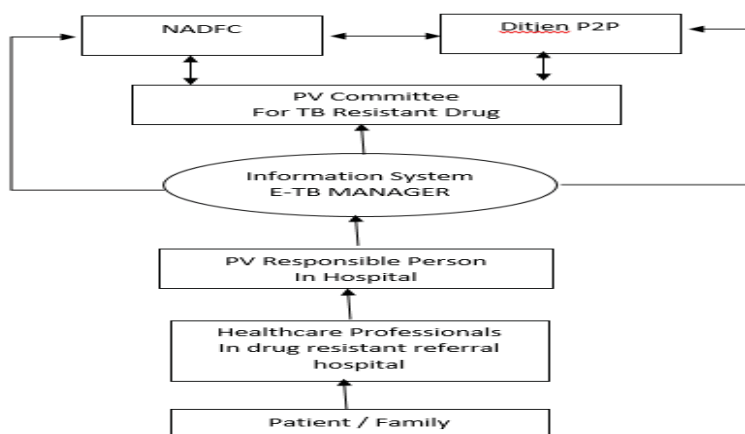 NADFC
Ditjen P2P
PV Committee
For TB Resistant Drug
Information System
E-TB MANAGER
PV Responsible Person
In Hospital
Healthcare Professionals
In drug resistant referral
hospital
Patient / Family